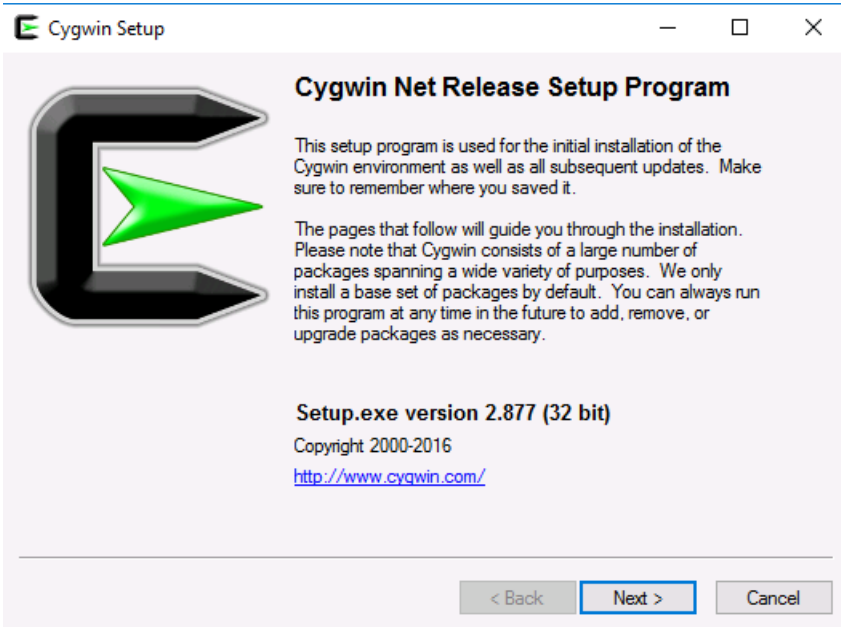 Cygwin Setup
Cygwin Net Release Setup Program
This setup program is used for the initial installation of the
Cygwin environment as well as all subsequent updates. Make
sure to remember where you saved it.
The pages that follow will guide you through the installation.
Please note that Cygwin consists of a large number of
packages spanning a wide variety of purposes. We only
install a base set of packages by default. You can always run
this program at any time in the future to add, remove, or
upgrade packages as necessary.
Setup.exe version 2.877 (32 bit)
Copyright 2000-2016
http://www.cygwin.com/
< Back Next > Cancel